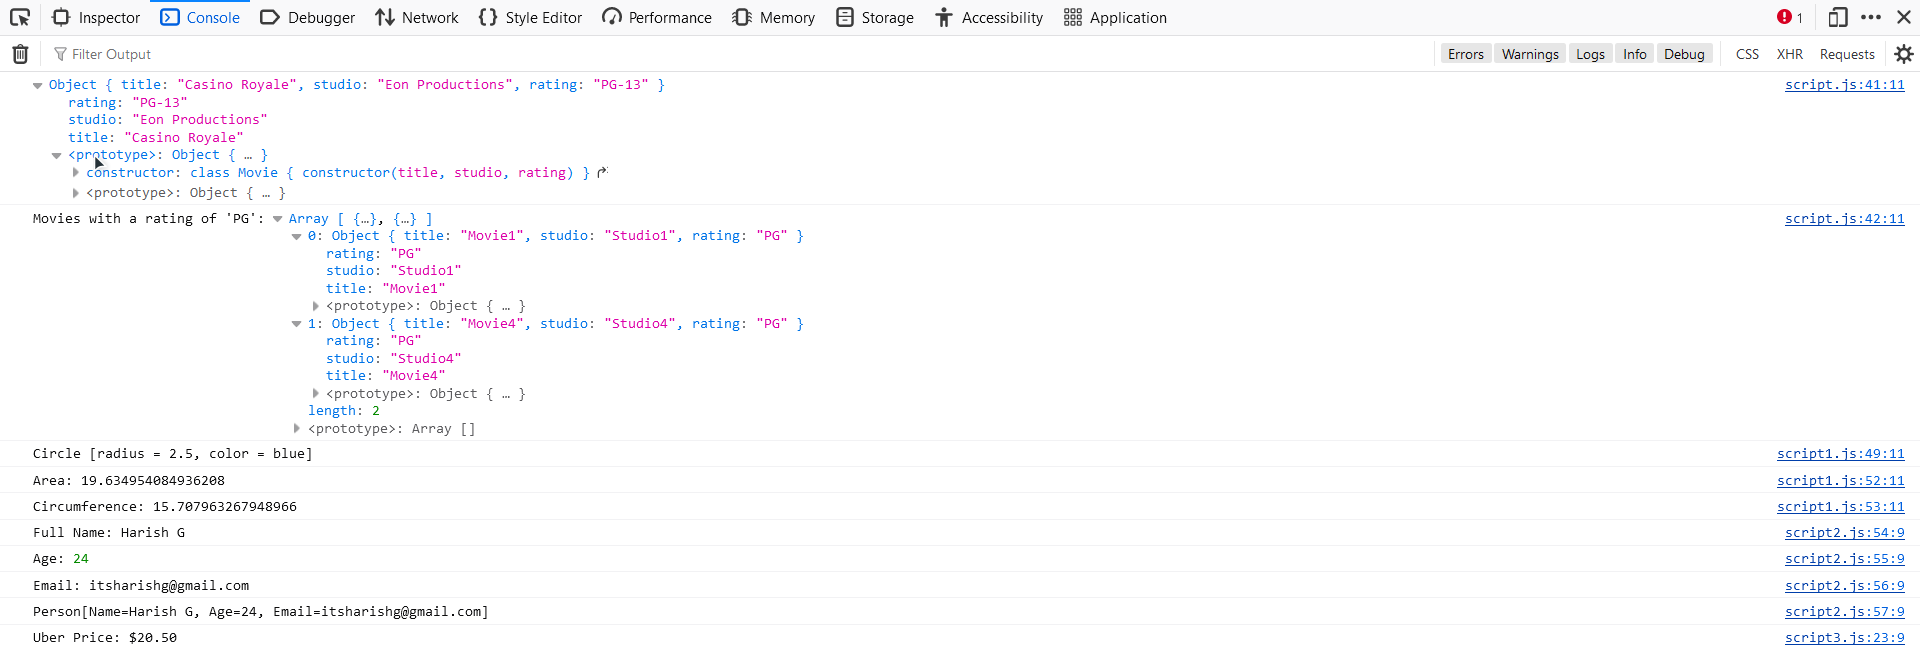 Inspector Console Debugger Network Style Editor Performance Memory Storage Accessibility Application 1
Filter Output Errors Warnings Logs Info Debug CSS XHR Requests
Object { title: "Casino Royale", studio: "Eon Productions", rating: "PG-13" } script.js:41:11
rating: "PG-13"
studio: "Eon Productions"
title: "Casino Royale"
<prototype>: Object { … }
constructor: class Movie { constructor(title, studio, rating) }
<prototype>: Object { … }
Movies with a rating of 'PG': Array [ {…}, {…} ] script.js:42:11
0: Object { title: "Movie1", studio: "Studio1", rating: "PG" }
rating: "PG"
studio: "Studio1"
title: "Movie1"
<prototype>: Object { … }
1: Object { title: "Movie4", studio: "Studio4", rating: "PG" }
rating: "PG"
studio: "Studio4"
title: "Movie4"
<prototype>: Object { … }
length: 2
<prototype>: Array []
Circle [radius = 2.5, color = blue] script1.js:49:11
Area: 19.634954084936208 script1.js:52:11
Circumference: 15.707963267948966 script1.js:53:11
Full Name: Harish G script2.js:54:9
Age: 24 script2.js:55:9
Email: itsharishg@gmail.com script2.js:56:9
Person[Name=Harish G, Age=24, Email=itsharishg@gmail.com] script2.js:57:9
Uber Price: $20.50 script3.js:23:9